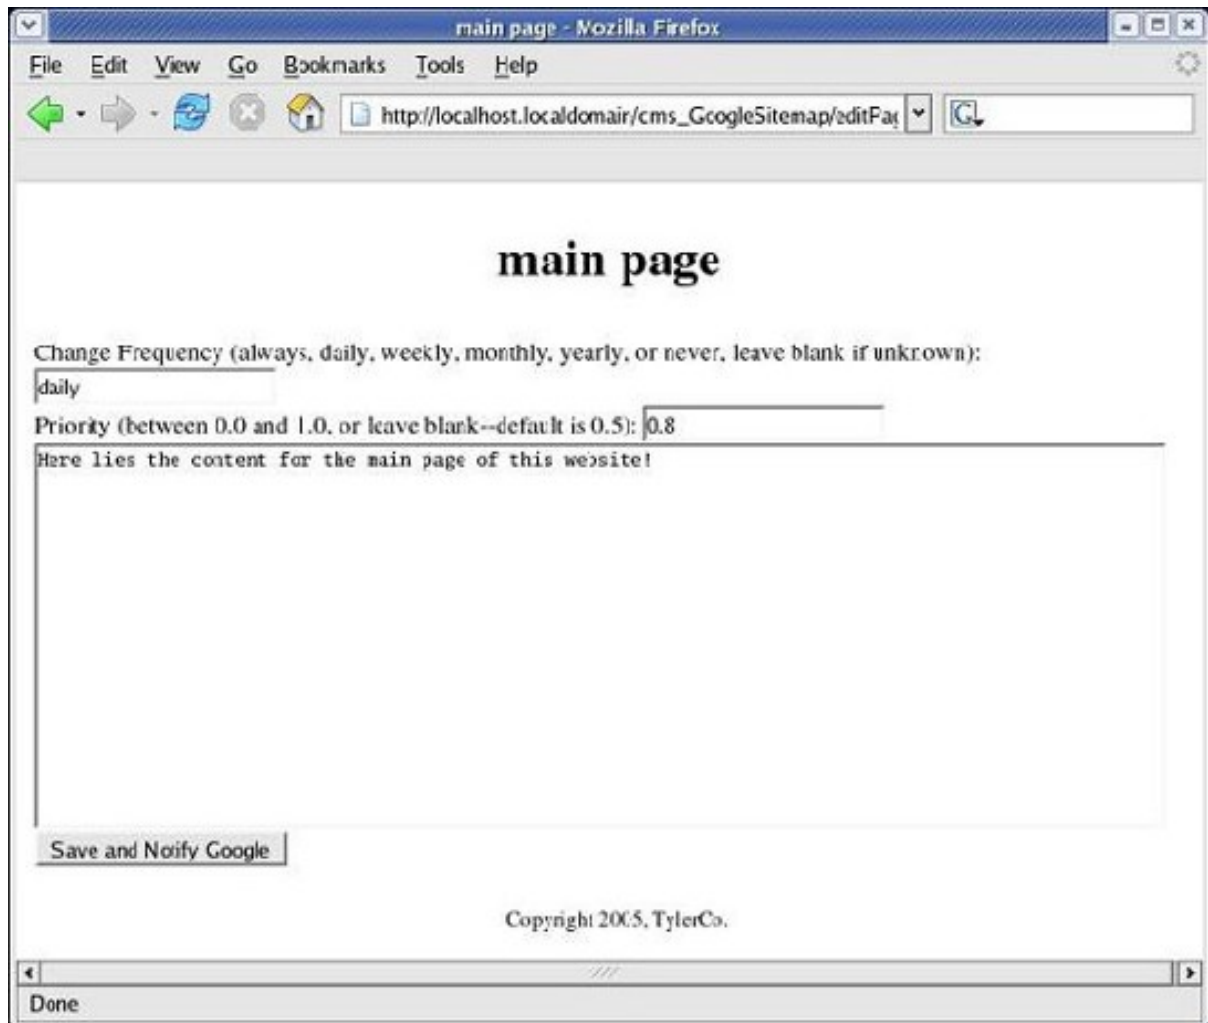 main page - Mozilla Firefox
File Edit View Go Bookmarks Tools Help
http://localhost.localdomain/cms_GoogleSitemap/editPag
G
main page
Change Frequency (always, daily, weekly, monthly, yearly, or never, leave blank if unknown):
daily
Priority (between 0.0 and 1.0, or leave blank--default is 0.5): 0.8
Here lies the content for the main page of this website!
Save and Notify Google
Copyright 2005, TylerCo.
Done